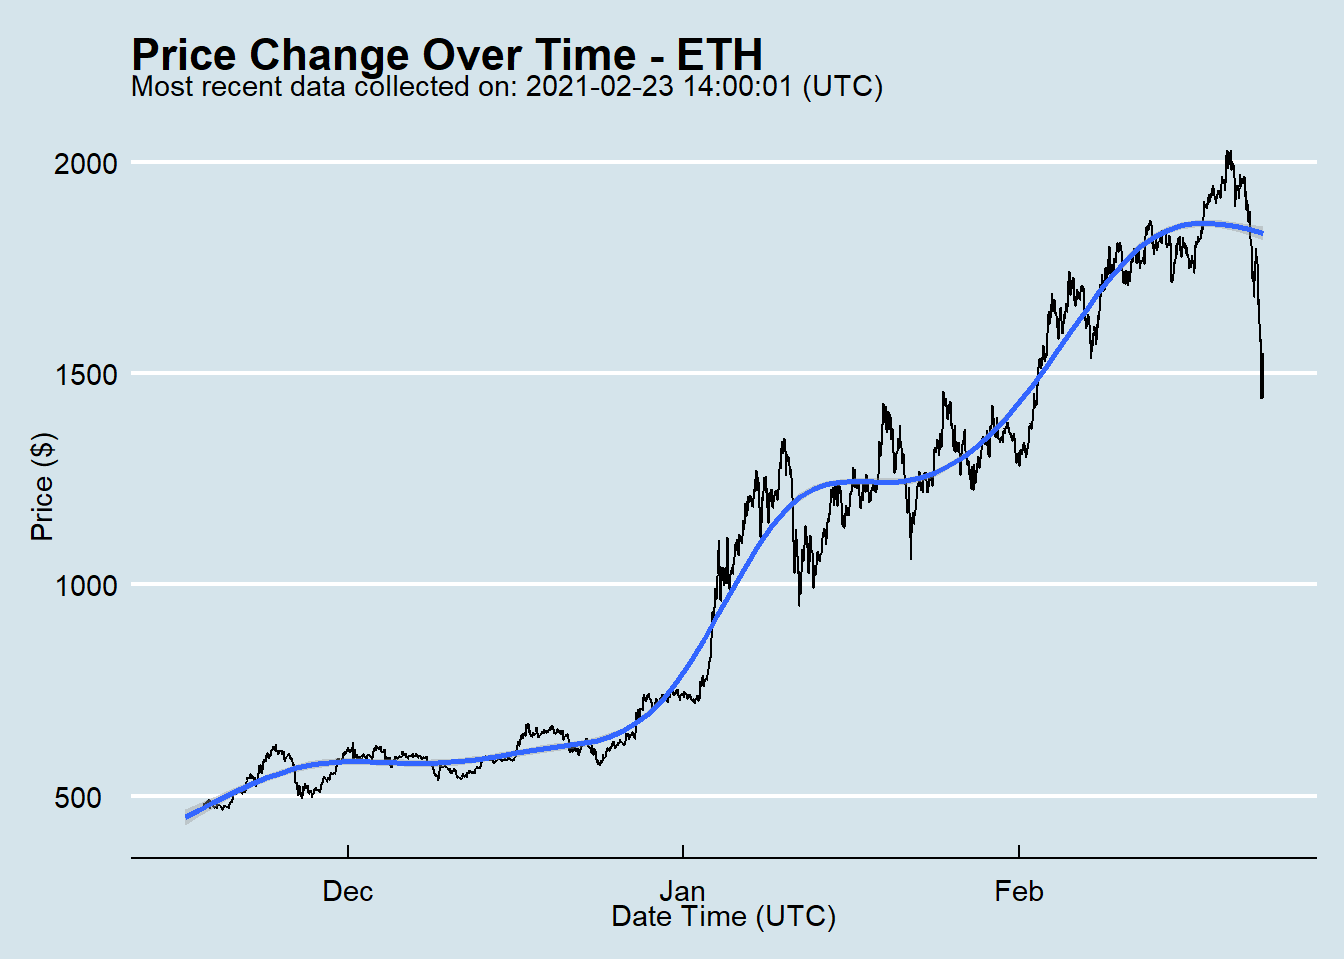 Price Change Over Time - ETH
Most recent data collected on: 2021-02-23 14:00:01 (UTC)
2000
1500
1000
500
Price ($)
Dec
Jan
Feb
Date Time (UTC)